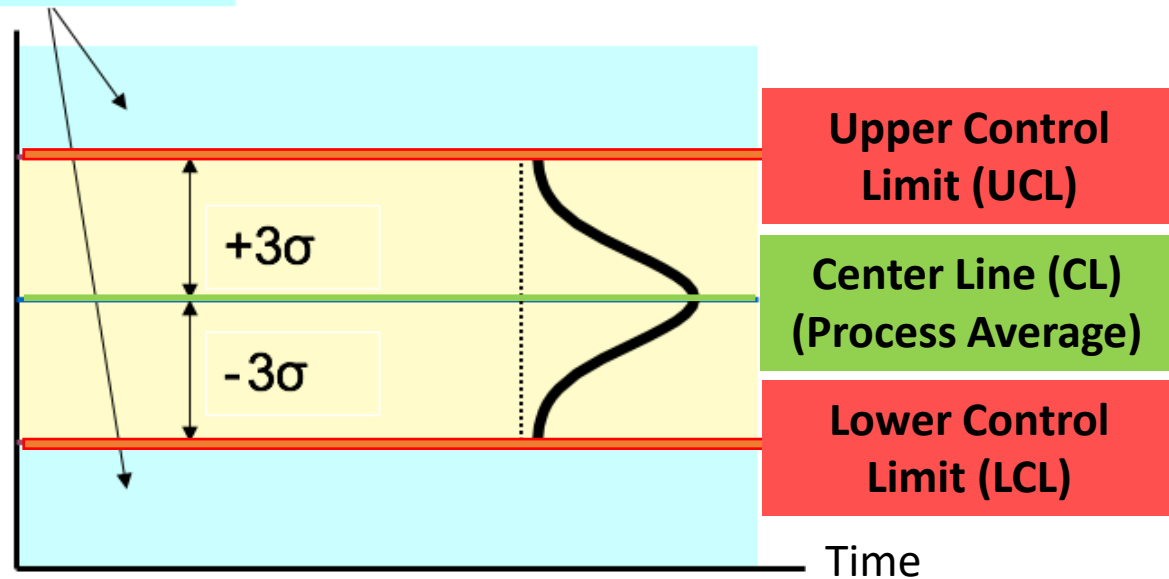 Upper Control
Limit (UCL)
+3σ
Center Line (CL)
(Process Average)
-3σ
Lower Control
Limit (LCL)
Time